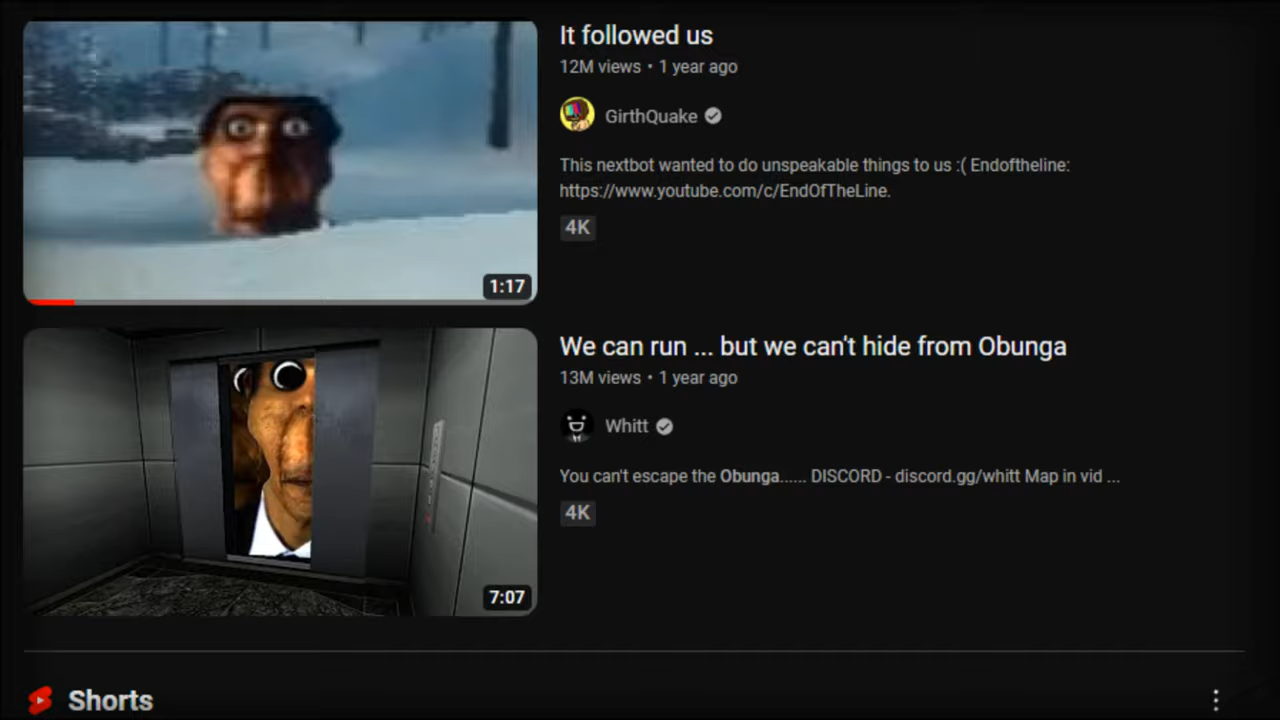 It followed us
12M views • 1 year ago
GirthQuake
This nextbot wanted to do unspeakable things to us :( Endoftheline:
https://www.youtube.com/c/EndOfTheLine.
4K
1:17
We can run ... but we can't hide from Obunga
13M views • 1 year ago
Whitt
You can't escape the Obunga...... DISCORD - discord.gg/whitt Map in vid ...
4K
7:07
Shorts